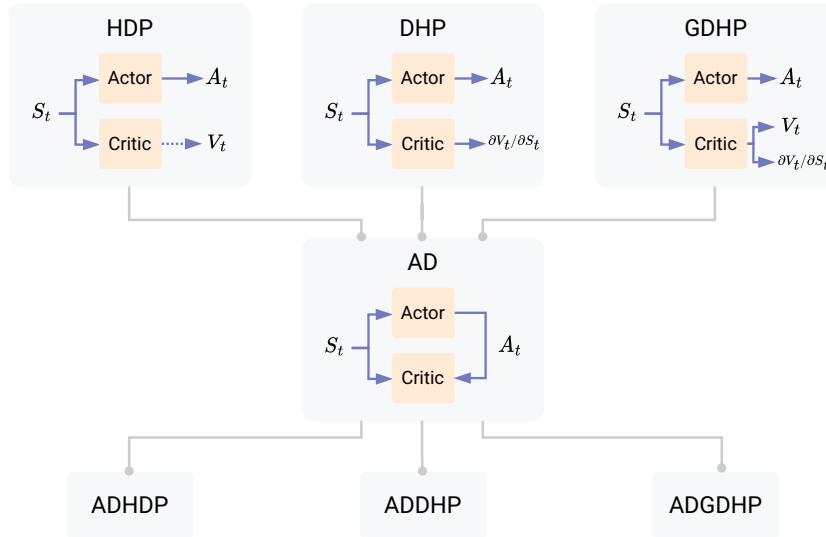 HDP
Actor
A_t
S_t
Critic
V_t
DHP
Actor
A_t
S_t
Critic
∂V_t/∂S_t
GDHP
Actor
A_t
S_t
Critic
V_t
∂V_t/∂S_t
AD
Actor
S_t
A_t
Critic
ADHDP
ADDHP
ADGDHP